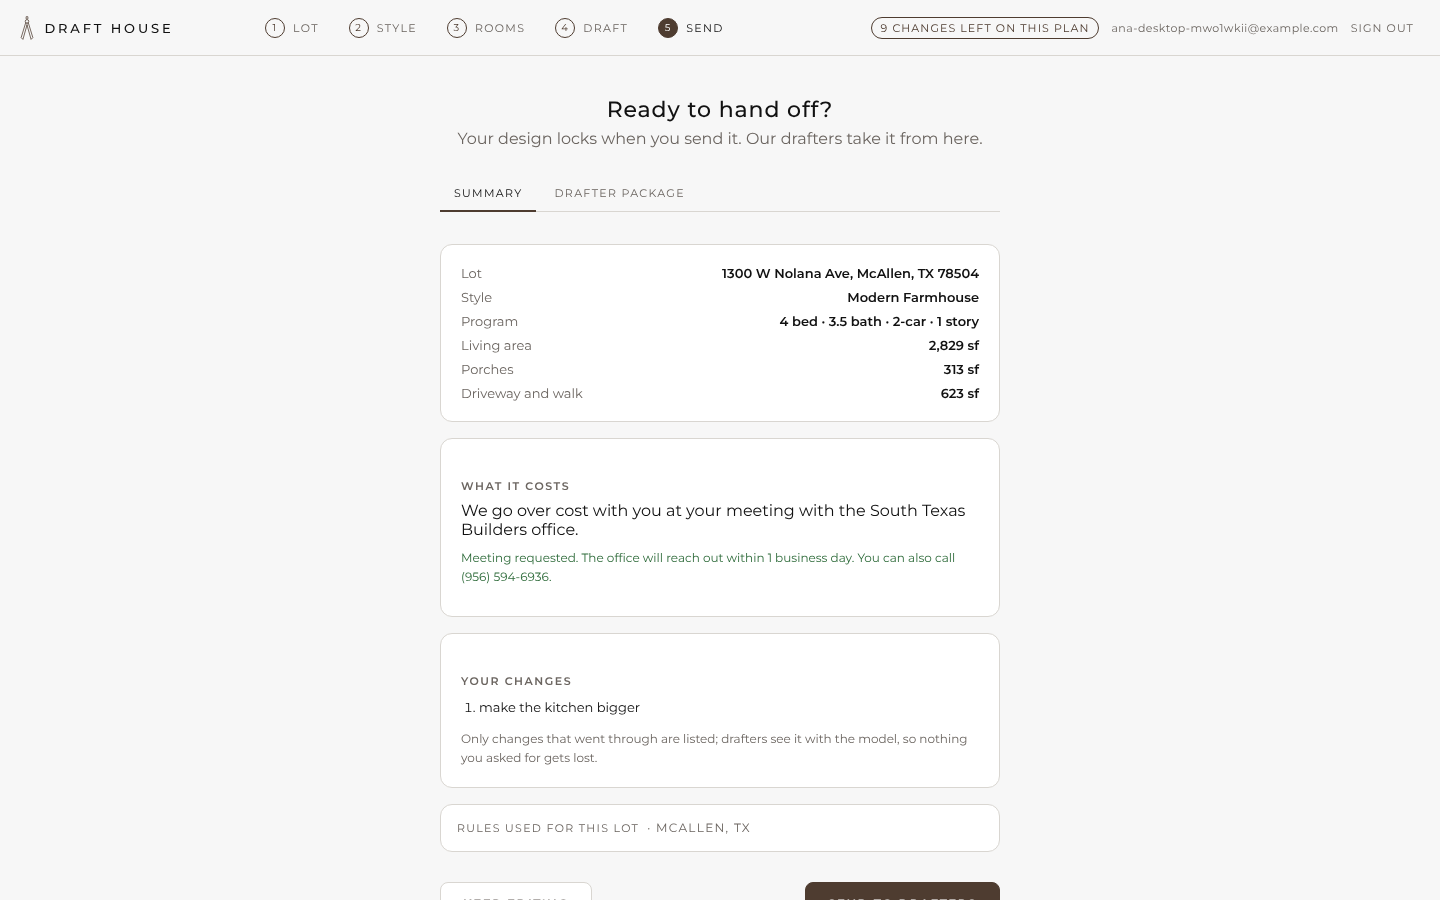 DRAFT HOUSE
1 LOT
2 STYLE
3 ROOMS
4 DRAFT
5 SEND
9 CHANGES LEFT ON THIS PLAN
ana-desktop-mwo1wkii@example.com
SIGN OUT
Ready to hand off?
Your design locks when you send it. Our drafters take it from here.
SUMMARY
DRAFTER PACKAGE
Lot 1300 W Nolana Ave, McAllen, TX 78504
Style Modern Farmhouse
Program 4 bed · 3.5 bath · 2-car · 1 story
Living area 2,829 sf
Porches 313 sf
Driveway and walk 623 sf
WHAT IT COSTS
We go over cost with you at your meeting with the South Texas
Builders office.
Meeting requested. The office will reach out within 1 business day. You can also call
(956) 594-6936.
YOUR CHANGES
1. make the kitchen bigger
Only changes that went through are listed; drafters see it with the model, so nothing
you asked for gets lost.
RULES USED FOR THIS LOT · MCALLEN, TX